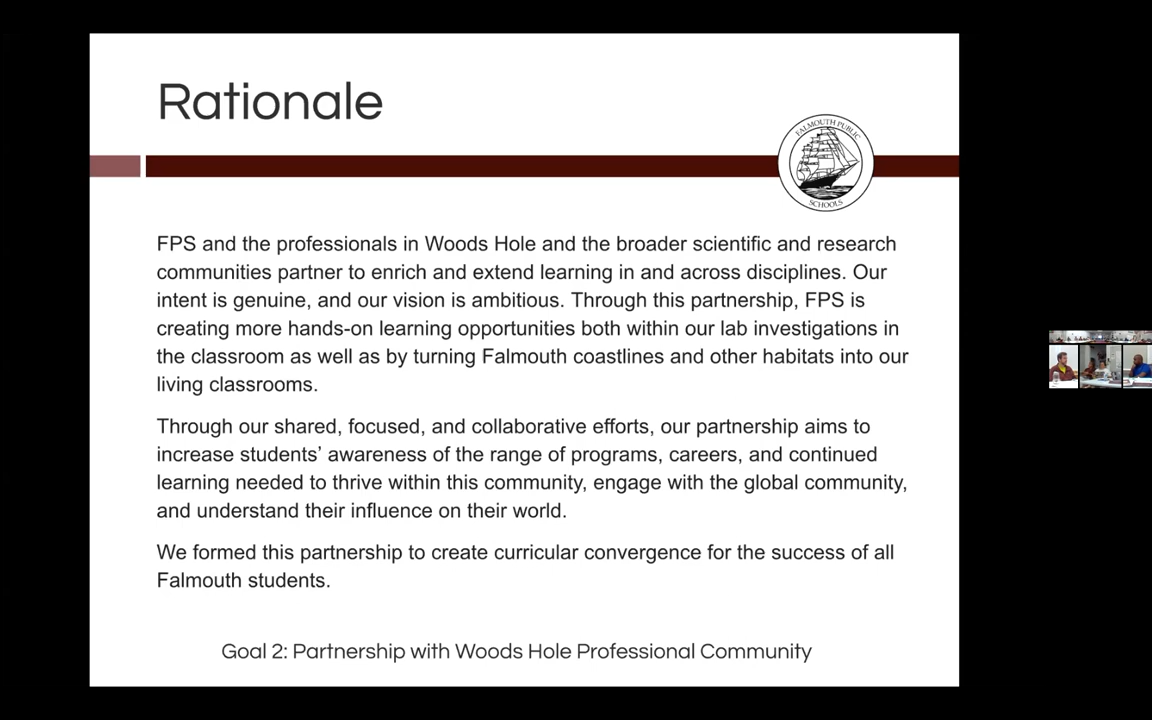 Rationale
FALMOUTH PUBLIC
SCHOOLS
FPS and the professionals in Woods Hole and the broader scientific and research
communities partner to enrich and extend learning in and across disciplines. Our
intent is genuine, and our vision is ambitious. Through this partnership, FPS is
creating more hands-on learning opportunities both within our lab investigations in
the classroom as well as by turning Falmouth coastlines and other habitats into our
living classrooms.
Through our shared, focused, and collaborative efforts, our partnership aims to
increase students’ awareness of the range of programs, careers, and continued
learning needed to thrive within this community, engage with the global community,
and understand their influence on their world.
We formed this partnership to create curricular convergence for the success of all
Falmouth students.
Goal 2: Partnership with Woods Hole Professional Community